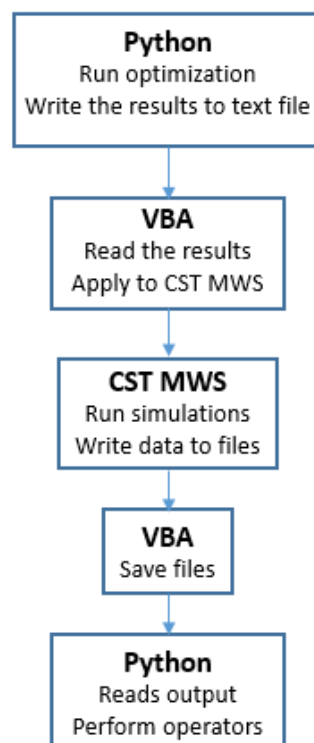 Python
Run optimization
Write the results to text file
VBA
Read the results
Apply to CST MWS
CST MWS
Run simulations
Write data to files
VBA
Save files
Python
Reads output
Perform operators